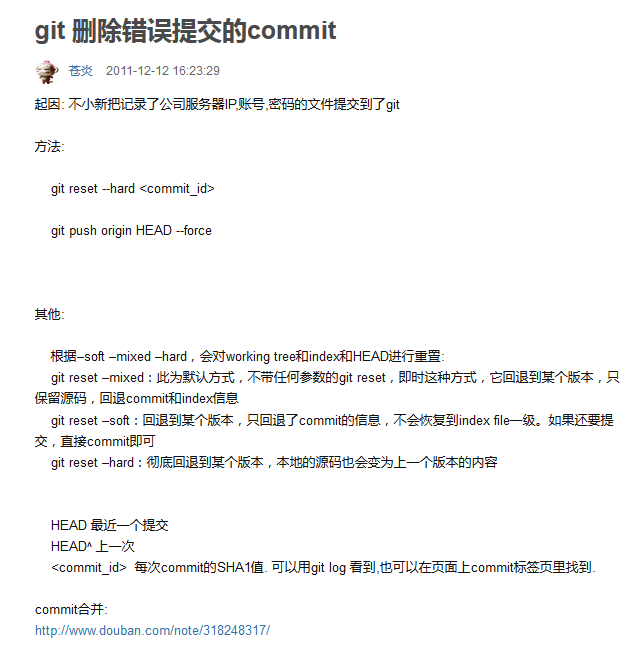 git 删除错误提交的commit
苍炎 2011-12-12 16:23:29
起因: 不小新把记录了公司服务器IP,账号,密码的文件提交到了git
方法:
git reset --hard <commit_id>
git push origin HEAD --force
其他:
根据–soft –mixed –hard，会对working tree和index和HEAD进行重置:
git reset –mixed：此为默认方式，不带任何参数的git reset，即时这种方式，它回退到某个版本，只
保留源码，回退commit和index信息
git reset –soft：回退到某个版本，只回退了commit的信息，不会恢复到index file一级。如果还要提
交，直接commit即可
git reset –hard：彻底回退到某个版本，本地的源码也会变为上一个版本的内容
HEAD 最近一个提交
HEAD^ 上一次
<commit_id> 每次commit的SHA1值. 可以用git log 看到,也可以在页面上commit标签页里找到.
commit合并:
http://www.douban.com/note/318248317/